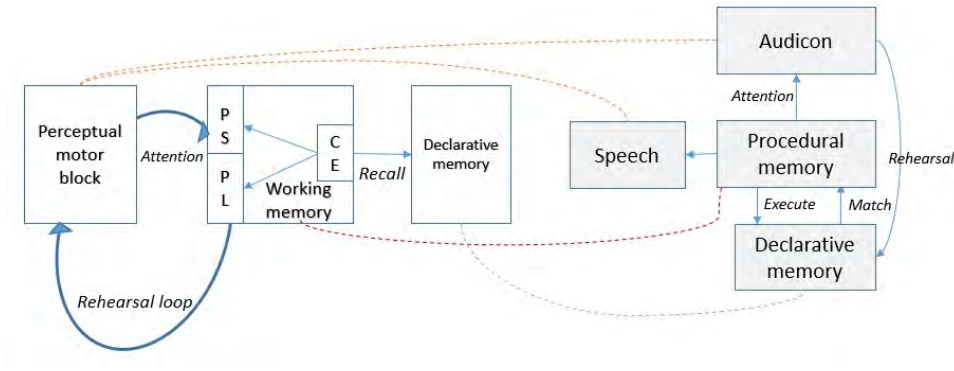 Perceptual
motor
block
Attention
P
S
P
L
C
E
Working
memory
Recall
Declarative
memory
Rehearsal loop
Audicon
Attention
Speech
Procedural
memory
Rehearsal
Execute
Match
Declarative
memory